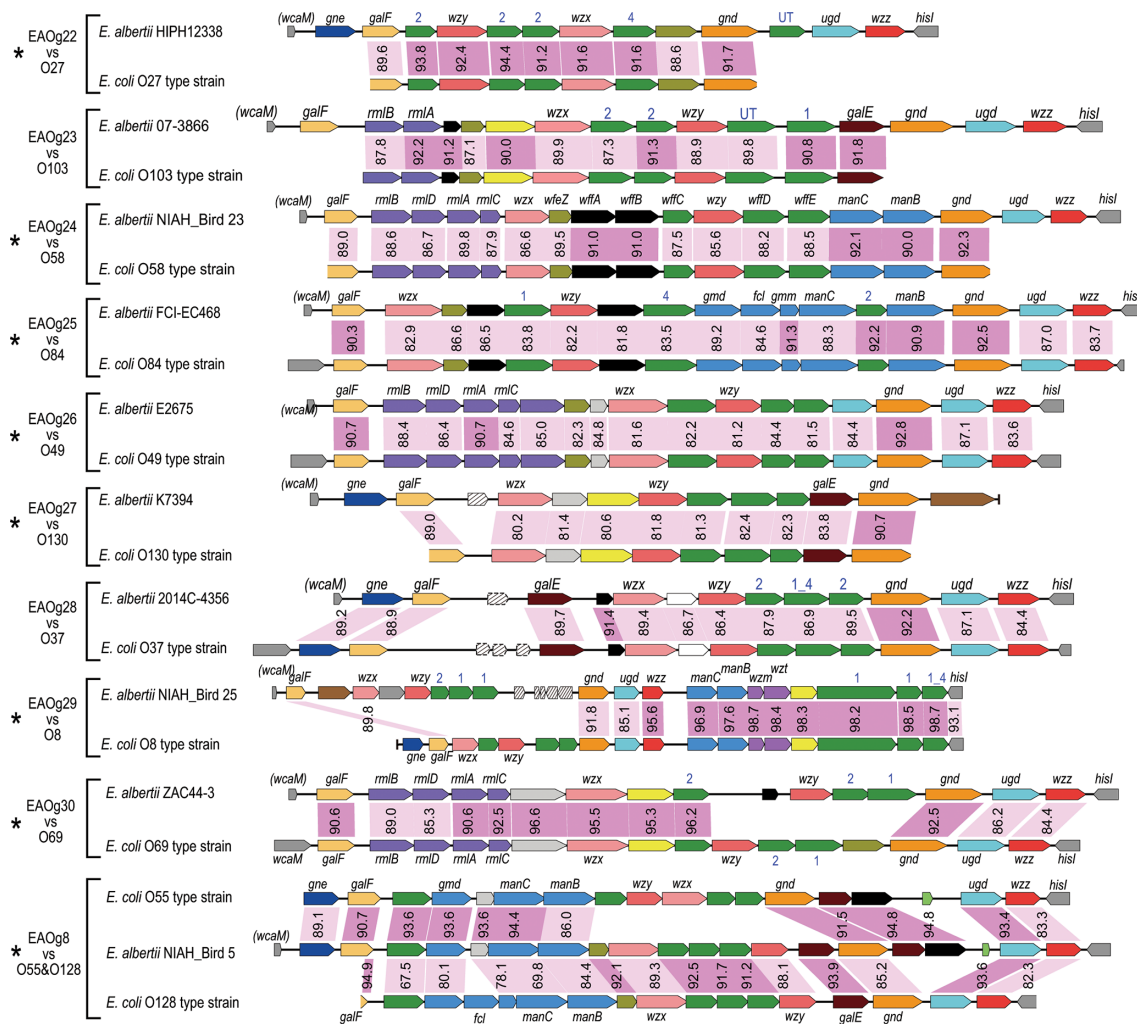 2 wzy 2 2 wzx 4 UT
(wcaM) gne galF gnd ugd wzz hisI
EAOg22 E. albertii HIPH12338
* vs 89.6 93.8 92.4 94.4 91.2 91.6 91.6 88.6 91.7
O27 E. coli O27 type strain
(wcaM) galF rmlB rmlA wzx 2 2 wzy UT 1 galE gnd ugd wzz hisI
EAOg23 E. albertii 07-3866
vs 87.8 92.2 91.2 87.1 90.0 89.9 87.3 91.3 88.9 89.8 90.8 91.8
O103 E. coli O103 type strain
(wcaM) galF rmlB rmlD rmlA rmlC wzx wfeZ wffA wffB wffC wzy wffD wffE manC manB gnd ugd wzz hisI
EAOg24 E. albertii NIAH_Bird 23
* vs 89.0 88.6 86.7 89.8 87.9 86.6 89.5 91.0 91.0 87.5 85.6 88.2 88.5 92.1 90.0 92.3
O58 E. coli O58 type strain
(wcaM) galF wzx 1 wzy 4 gmd fcl gmm manC 2 manB gnd ugd wzz hisI
EAOg25 E. albertii FCI-EC468
* vs 90.3 82.9 86.6 86.5 83.8 82.2 81.8 83.5 89.2 84.6 91.3 88.3 92.2 90.9 92.5 87.0 83.7
O84 E. coli O84 type strain
galF rmlB rmlD rmlA rmlC wzx wzy gnd ugd wzz hisI
EAOg26 E. albertii E2675 (wcaM)
* vs 90.7 88.4 86.4 90.7 84.6 85.0 82.3 84.8 81.6 82.2 81.2 84.4 81.5 84.4 92.8 87.1 83.6
O49 E. coli O49 type strain
(wcaM) gne galF wzx wzy galE gnd
EAOg27 E. albertii K7394
* vs 89.0 80.2 81.4 80.6 81.8 81.3 82.4 82.3 83.8 90.7
O130 E. coli O130 type strain
(wcaM) gne galF galE wzx wzy 2 1_4 2 gnd ugd wzz hisI
EAOg28 E. albertii 2014C-4356
* vs 89.2 88.9 89.7 91.4 89.4 86.7 86.4 87.9 86.9 89.5 92.2 87.1 84.4
O37 E. coli O37 type strain
(wcaM) galF wzx wzy 2 1 1 gnd ugd wzz manC manB wzm wzt 1 1 1_4 hisI
EAOg29 E. albertii NIAH_Bird 25
* vs 89.8 91.8 85.1 95.6 96.9 97.6 98.7 98.4 98.3 98.2 98.5 98.7 93.1
O8 E. coli O8 type strain
gne galF wzx wzy
(wcaM) galF rmlB rmlD rmlA rmlC wzx 2 wzy 2 1 gnd ugd wzz hisI
EAOg30 E. albertii ZAC44-3
* vs 90.6 89.0 85.3 90.6 92.5 96.6 95.5 95.3 96.2 92.5 86.2 84.4
O69 E. coli O69 type strain
wcaM galF rmlB rmlD rmlA rmlC wzx wzy 2 1 gnd ugd wzz hisI
gne galF gmd manC manB wzy wzx gnd ugd wzz hisI
E. coli O55 type strain
89.1 90.7 93.6 93.6 93.6 94.4 86.0 91.5 94.8 94.8 93.4 83.3
EAOg8 (wcaM)
* vs E. albertii NIAH_Bird 5
O55&O128 94.9 67.5 80.1 78.1 69.8 84.4 92.1 89.3 92.5 91.7 91.2 88.1 93.9 85.2 93.6 82.3
E. coli O128 type strain
galF fcl manC manB wzx wzy galE gnd